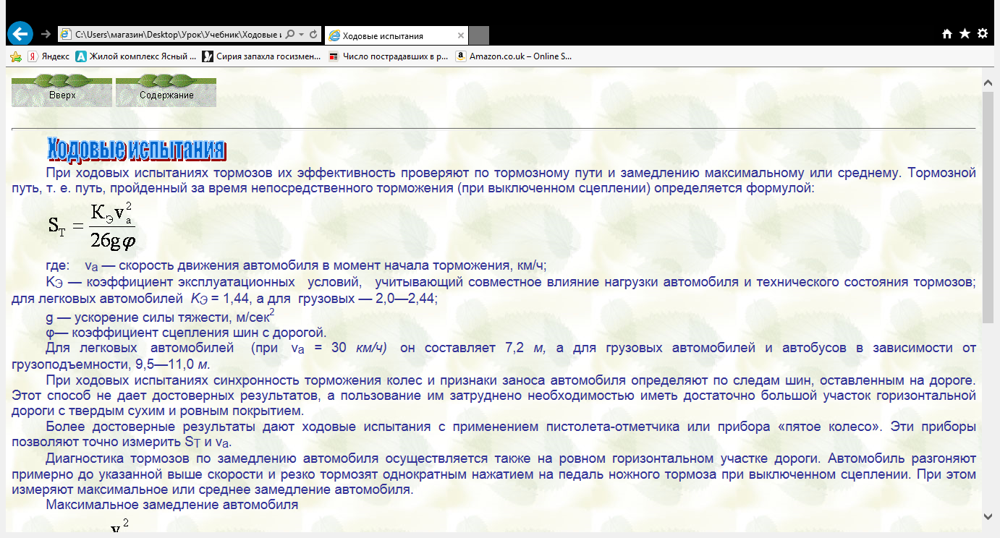 C:\Users\магазин\Desktop\Урок\Учебник\Ходовые и
Ходовые испытания
Яндекс
Жилой комплекс Ясный ...
Сирия запахла госизмен...
Число пострадавших в р...
Amazon.co.uk – Online S...
Вверх
Содержание
Ходовые испытания
При ходовых испытаниях тормозов их эффективность проверяют по тормозному пути и замедлению максимальному или среднему. Тормозной
путь, т. е. путь, пройденный за время непосредственного торможения (при выключенном сцеплении) определяется формулой:
S_T = K_Э v_a^2 / 26gφ
где: va — скорость движения автомобиля в момент начала торможения, км/ч;
KЭ — коэффициент эксплуатационных условий, учитывающий совместное влияние нагрузки автомобиля и технического состояния тормозов;
для легковых автомобилей KЭ = 1,44, а для грузовых — 2,0—2,44;
g — ускорение силы тяжести, м/сек2
φ— коэффициент сцепления шин с дорогой.
Для легковых автомобилей (при va = 30 км/ч) он составляет 7,2 м, а для грузовых автомобилей и автобусов в зависимости от
грузоподъемности, 9,5—11,0 м.
При ходовых испытаниях синхронность торможения колес и признаки заноса автомобиля определяют по следам шин, оставленным на дороге.
Этот способ не дает достоверных результатов, а пользование им затруднено необходимостью иметь достаточно большой участок горизонтальной
дороги с твердым сухим и ровным покрытием.
Более достоверные результаты дают ходовые испытания с применением пистолета-отметчика или прибора «пятое колесо». Эти приборы
позволяют точно измерить ST и va.
Диагностика тормозов по замедлению автомобиля осуществляется также на ровном горизонтальном участке дороги. Автомобиль разгоняют
примерно до указанной выше скорости и резко тормозят однократным нажатием на педаль ножного тормоза при выключенном сцеплении. При этом
измеряют максимальное или среднее замедление автомобиля.
Максимальное замедление автомобиля
v^2